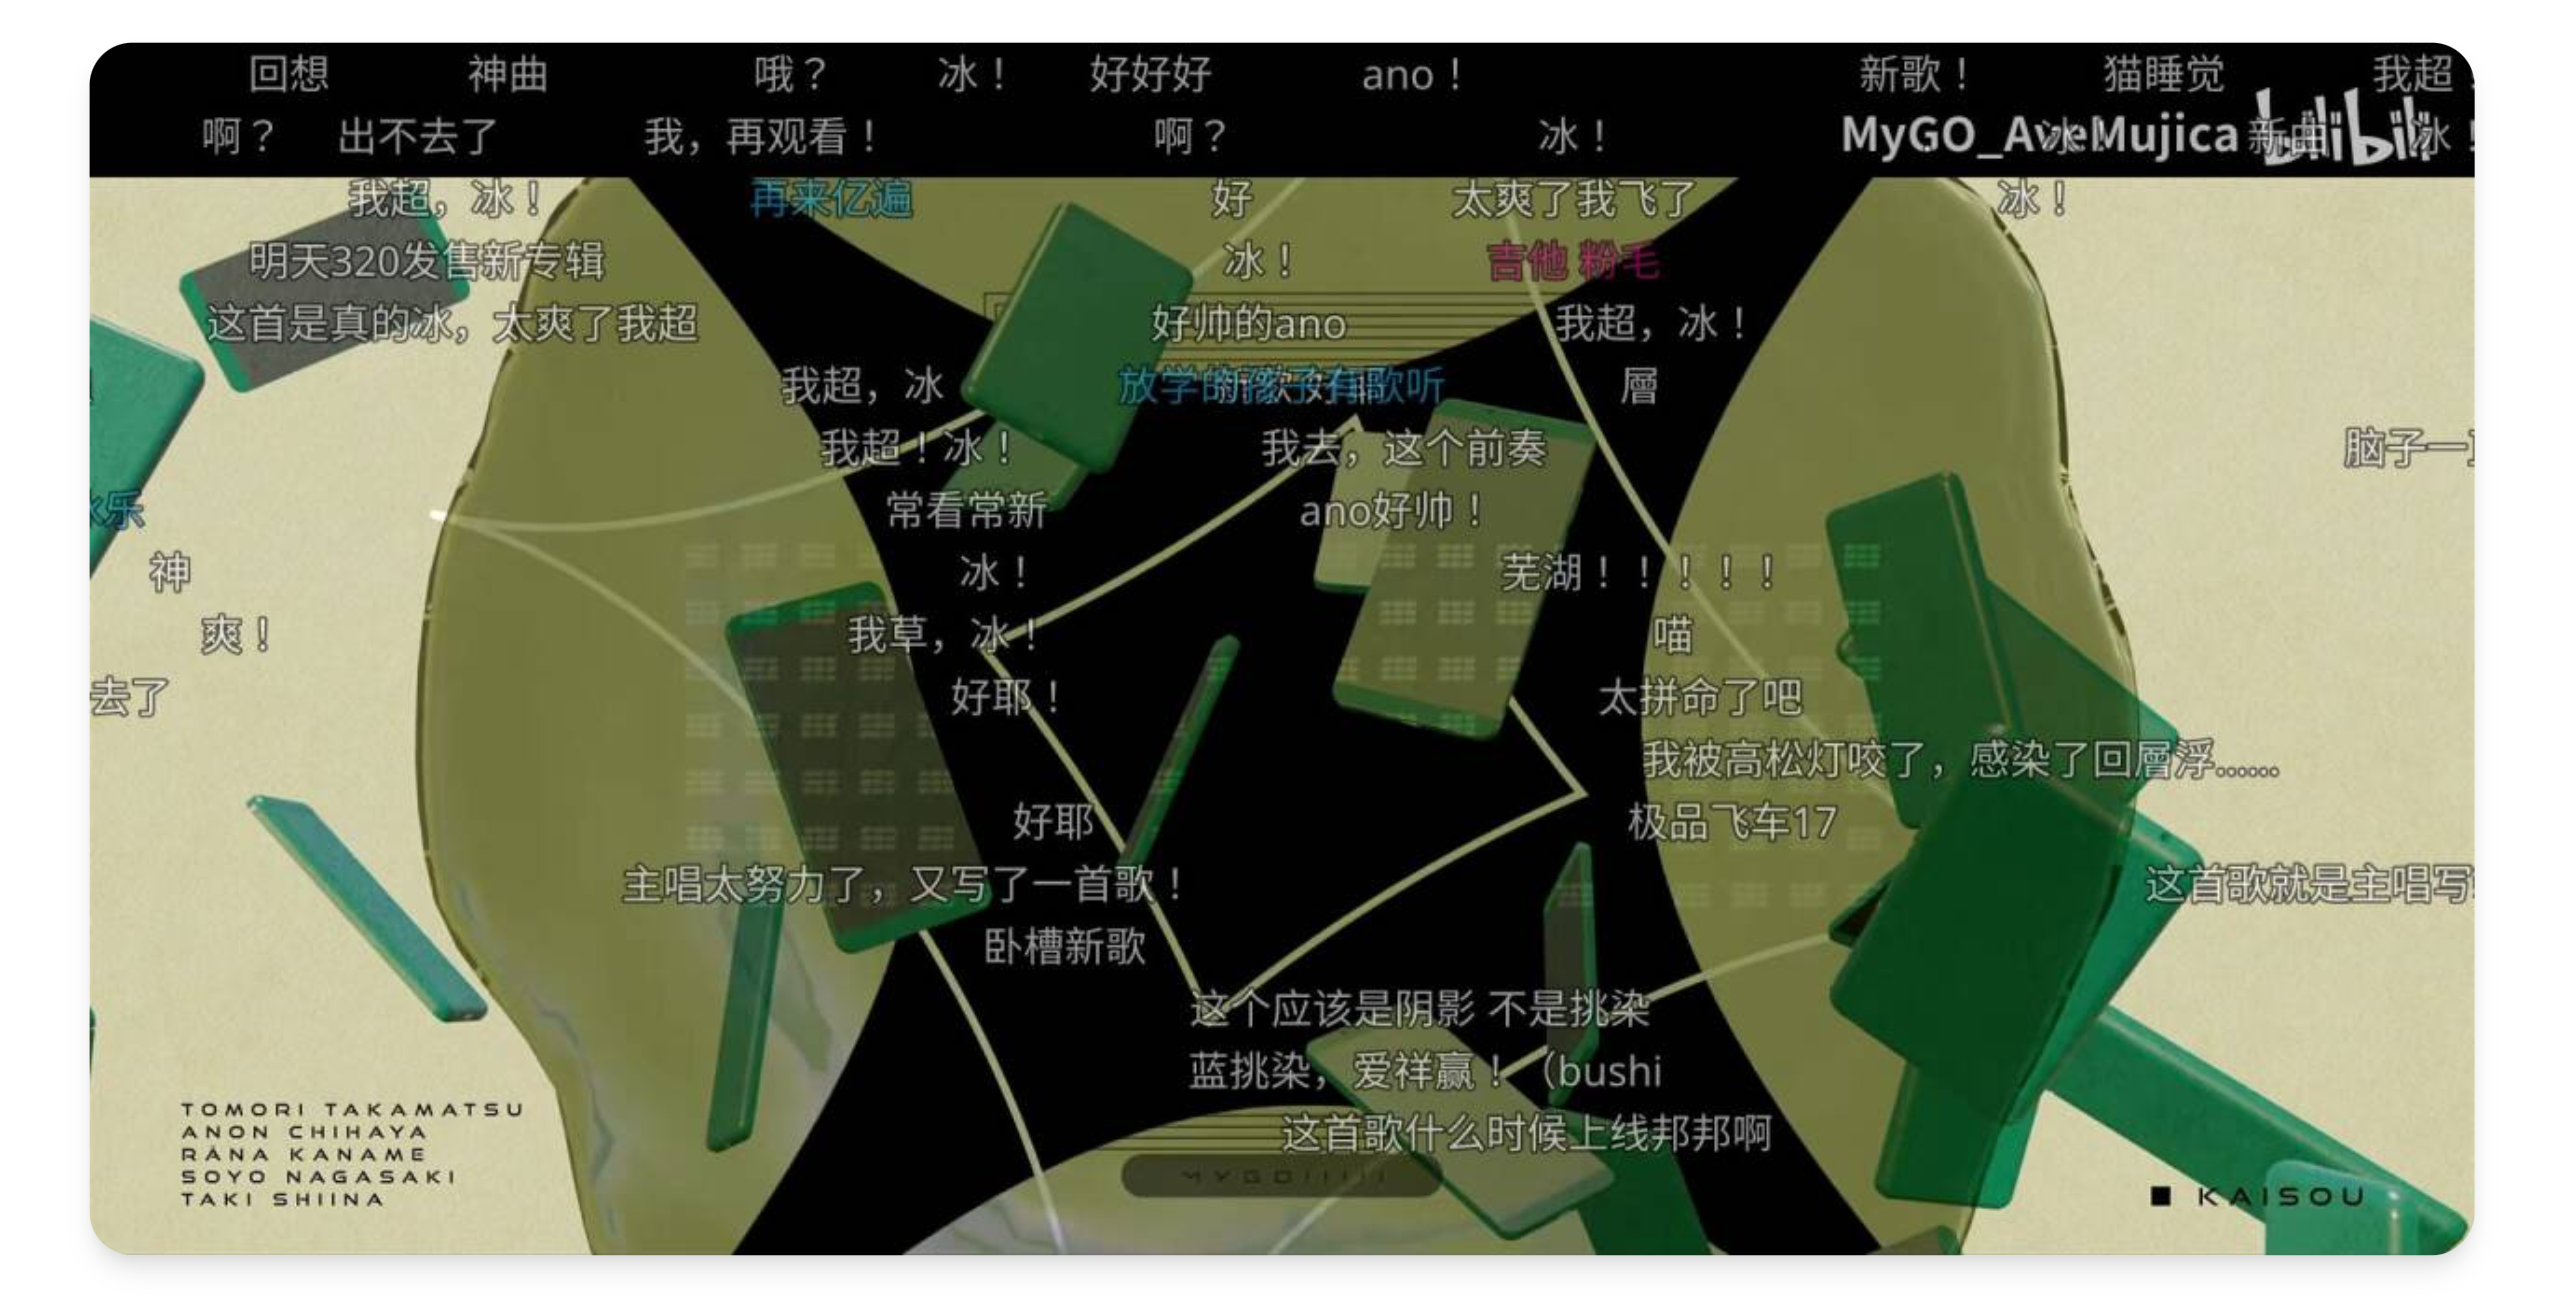 回想 神曲 哦？ 冰！ 好好好 ano！ 新歌！ 猫睡觉 我超
啊？ 出不去了 我，再观看！ 啊？ 冰！ MyGO_AveMujica 冰！ 新曲 bilibili 冰！
我超，冰！ 再来亿遍 好 太爽了我飞了 冰！
明天320发售新专辑 冰！ 吉他 粉毛
这首是真的冰，太爽了我超 好帅的ano 我超，冰！
我超，冰 放学的孩子有歌听 層
我超！冰！ 我去，这个前奏 脑子一
乐 常看常新 ano好帅！
神 冰！ 芜湖！！！！！
爽！ 我草，冰！ 喵
去了 好耶！ 太拼命了吧
我被高松灯咬了，感染了回層浮……
好耶 极品飞车17
主唱太努力了，又写了一首歌！ 这首歌就是主唱写
卧槽新歌
这个应该是阴影 不是挑染
蓝挑染，爱祥赢！（bushi
这首歌什么时候上线邦邦啊
TOMORI TAKAMATSU
ANON CHIHAYA
RĀNA KANAME
SOYO NAGASAKI
TAKI SHIINA
MYGO!!!!!
KAISOU